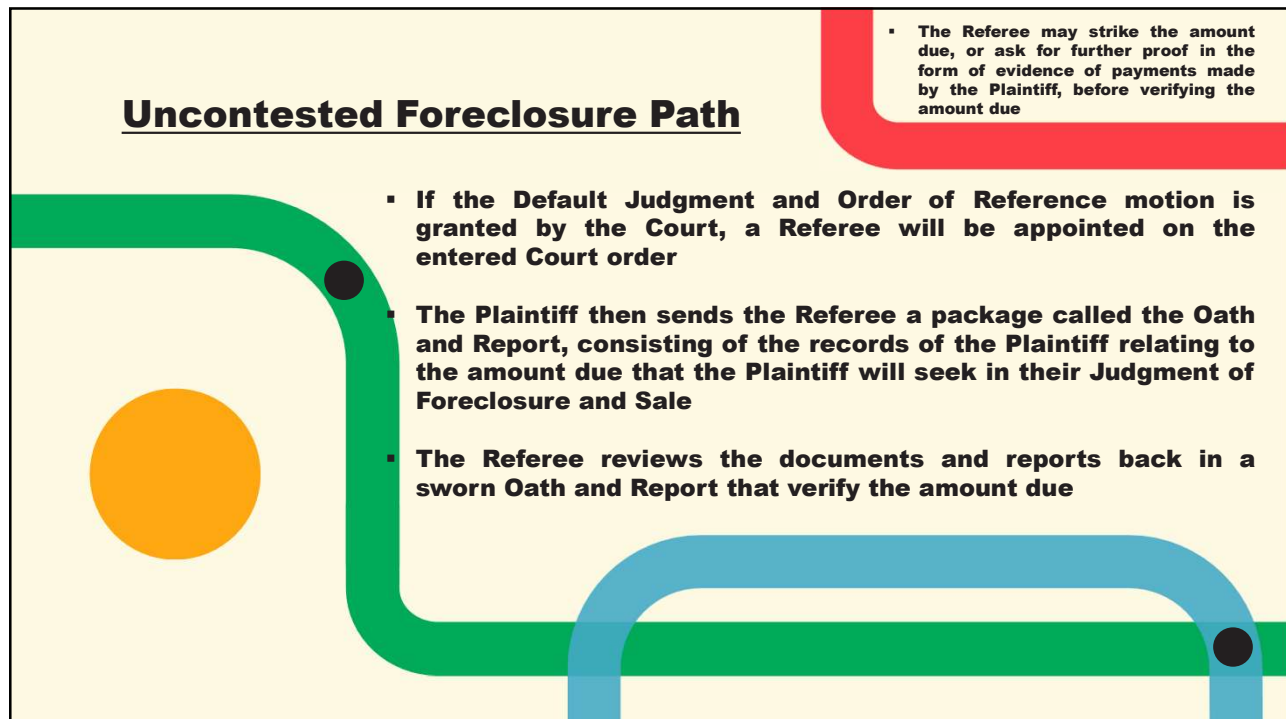 ▪ The Referee may strike the amount
due, or ask for further proof in the
form of evidence of payments made
by the Plaintiff, before verifying the
amount due
Uncontested Foreclosure Path
▪ If the Default Judgment and Order of Reference motion is
granted by the Court, a Referee will be appointed on the
entered Court order
▪ The Plaintiff then sends the Referee a package called the Oath
and Report, consisting of the records of the Plaintiff relating to
the amount due that the Plaintiff will seek in their Judgment of
Foreclosure and Sale
▪ The Referee reviews the documents and reports back in a
sworn Oath and Report that verify the amount due